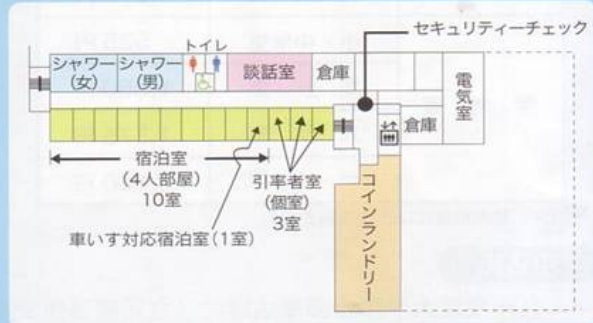 セキュリティーチェック
トイレ
シャワー
(女)
シャワー
(男)
談話室
倉庫
電気室
倉庫
宿泊室
(4人部屋)
10室
引率者室
(個室)
3室
車いす対応宿泊室(1室)
コインランドリー